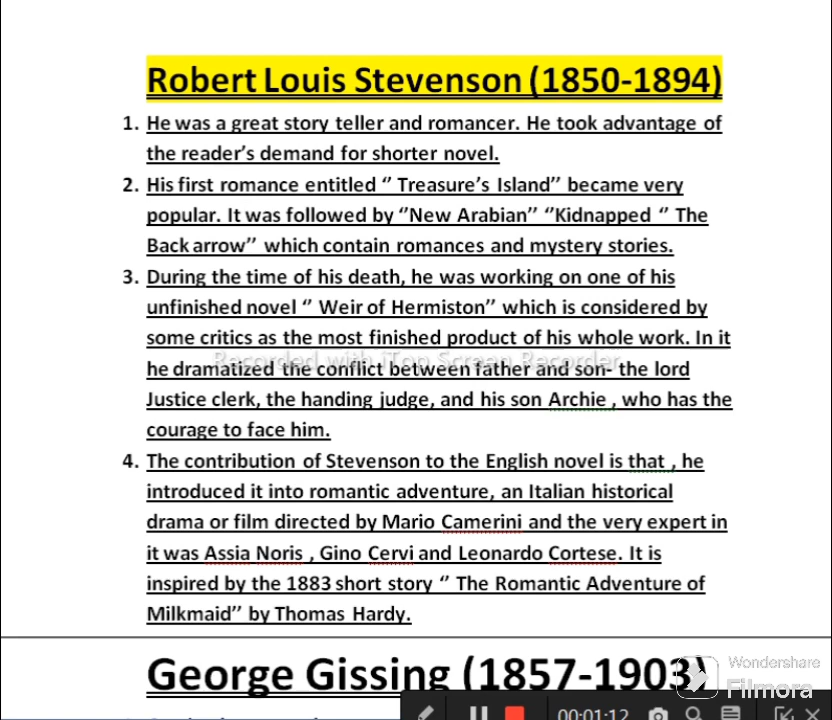 Robert Louis Stevenson (1850-1894)
1. He was a great story teller and romancer. He took advantage of
the reader’s demand for shorter novel.
2. His first romance entitled ‘’ Treasure’s Island’’ became very
popular. It was followed by ‘’New Arabian’’ ‘’Kidnapped ‘’ The
Back arrow’’ which contain romances and mystery stories.
3. During the time of his death, he was working on one of his
unfinished novel ‘’ Weir of Hermiston’’ which is considered by
some critics as the most finished product of his whole work. In it
Recorded with iTop Screen Recorder
he dramatized the conflict between father and son- the lord
Justice clerk, the handing judge, and his son Archie , who has the
courage to face him.
4. The contribution of Stevenson to the English novel is that , he
introduced it into romantic adventure, an Italian historical
drama or film directed by Mario Camerini and the very expert in
it was Assia Noris , Gino Cervi and Leonardo Cortese. It is
inspired by the 1883 short story ‘’ The Romantic Adventure of
Milkmaid’’ by Thomas Hardy.
George Gissing (1857-1903)
Wondershare
Filmora
00:01:12